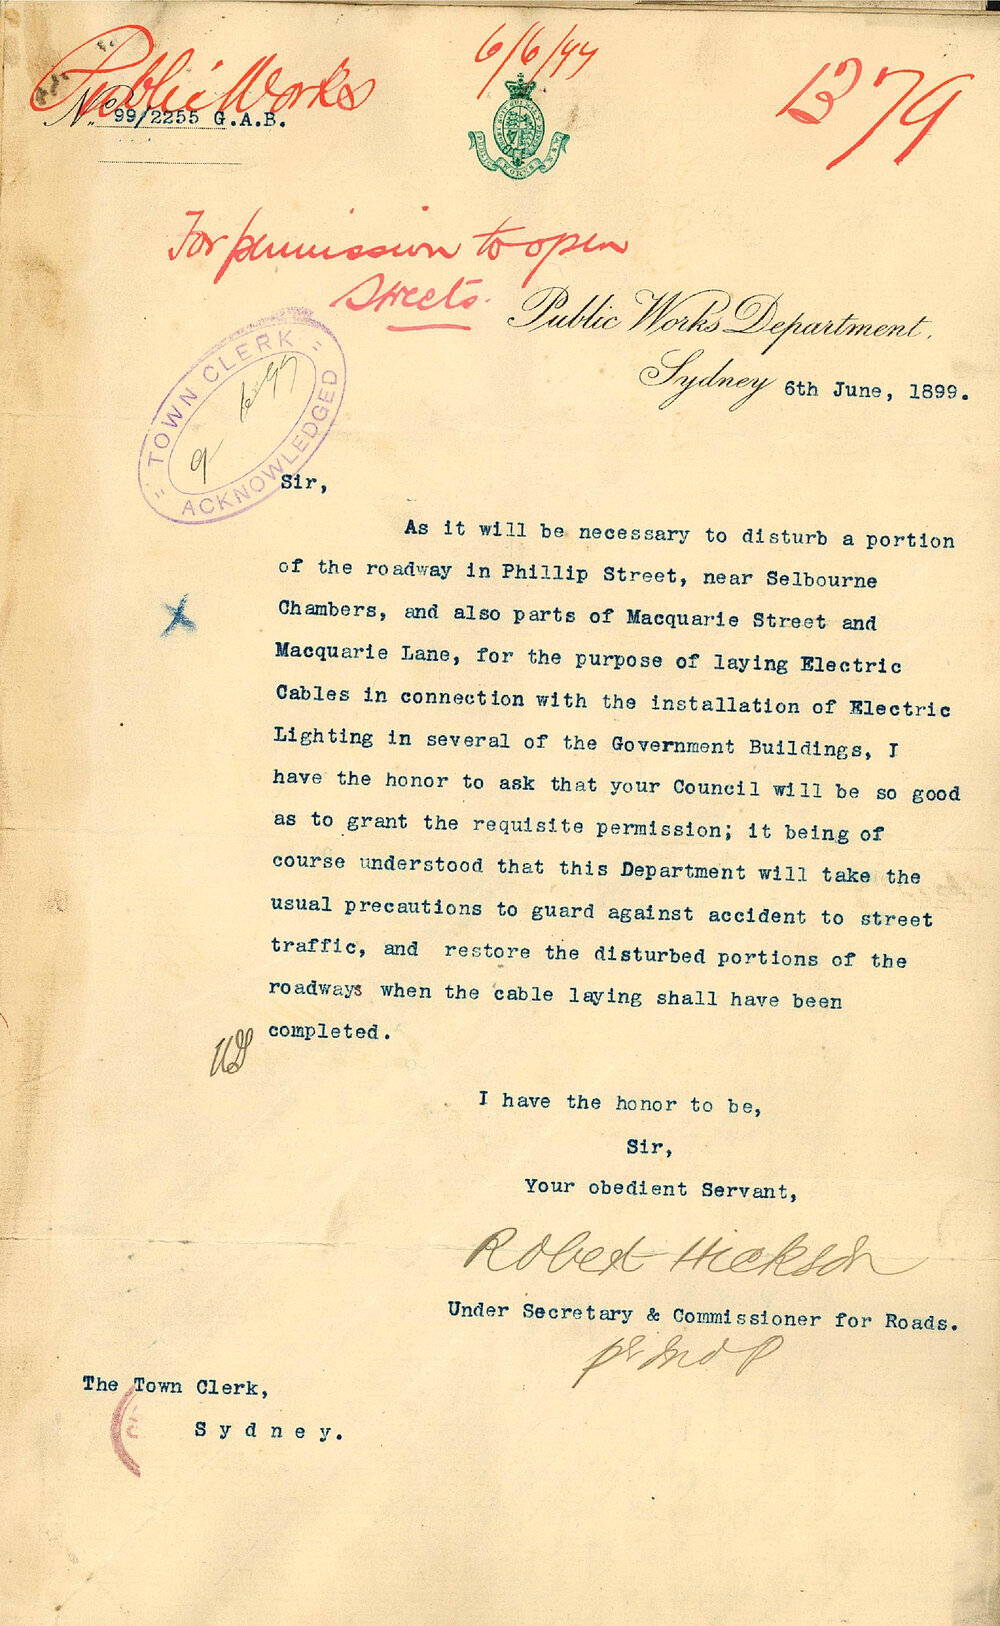 Public Works
6/6/99
1379
No. 99/2255 G.A.B.
PUBLIC WORKS N.S.W.
For permission to open
Streets.
Public Works Department,
Sydney 6th June, 1899.
TOWN CLERK
9 6/99
ACKNOWLEDGED
Sir,
As it will be necessary to disturb a portion
of the roadway in Phillip Street, near Selbourne
Chambers, and also parts of Macquarie Street and
Macquarie Lane, for the purpose of laying Electric
Cables in connection with the installation of Electric
Lighting in several of the Government Buildings, I
have the honor to ask that your Council will be so good
as to grant the requisite permission; it being of
course understood that this Department will take the
usual precautions to guard against accident to street
traffic, and restore the disturbed portions of the
roadways when the cable laying shall have been
completed.
I have the honor to be,
Sir,
Your obedient Servant,
Robert Hickson
Under Secretary & Commissioner for Roads.
The Town Clerk,
Sydney.